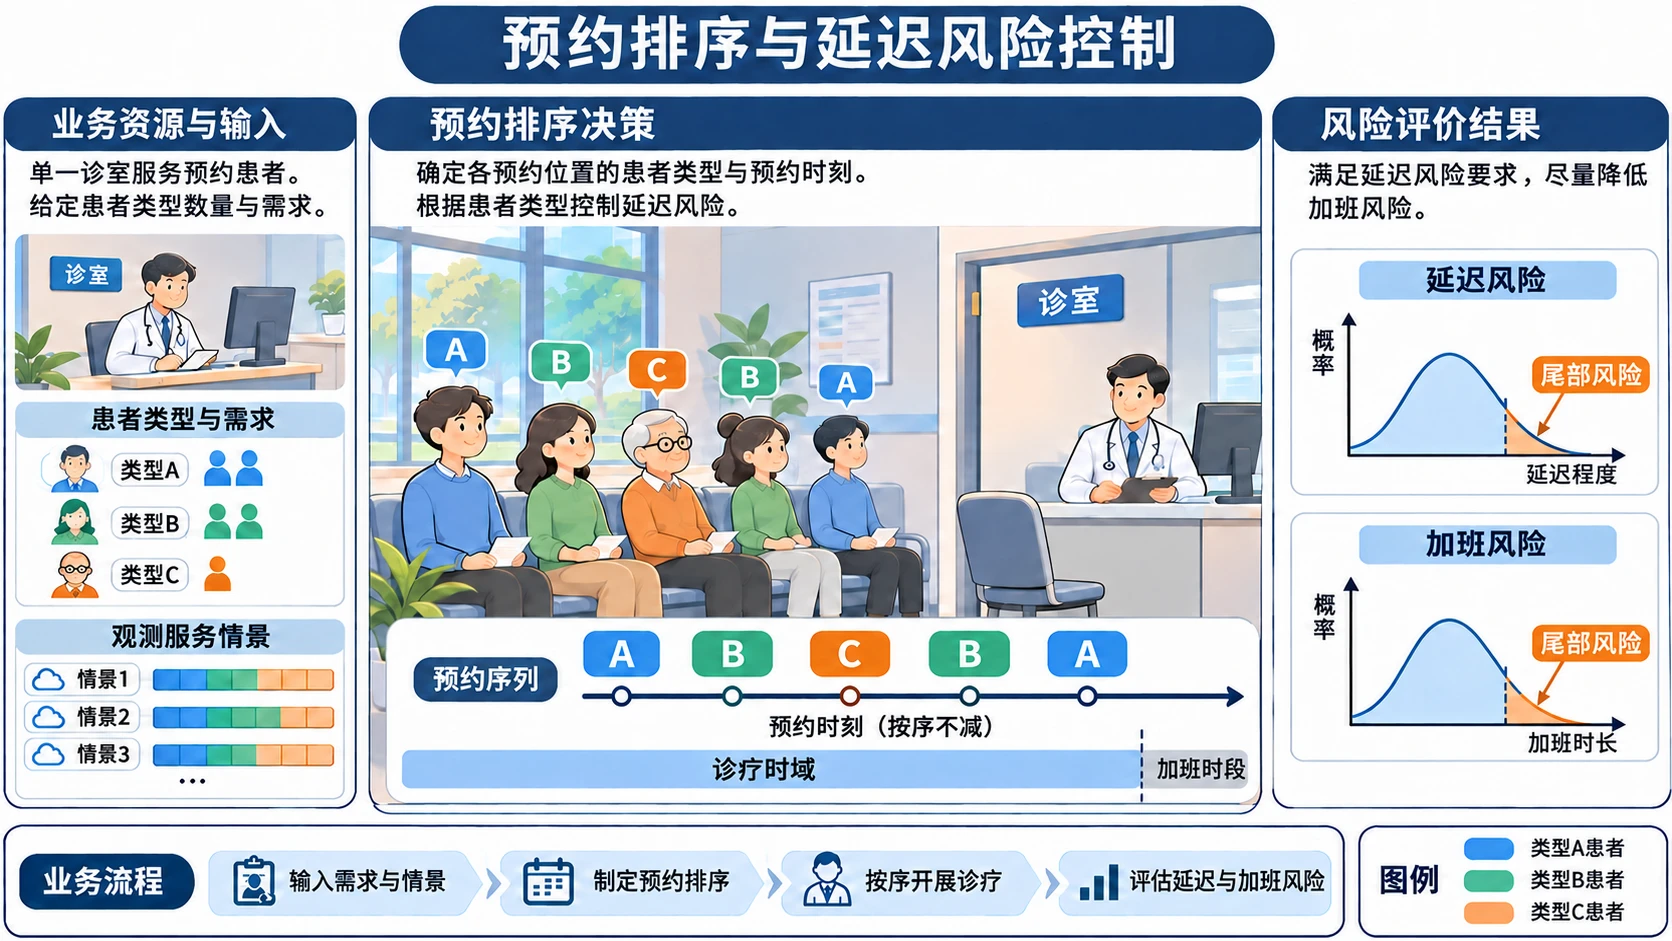 预约排序与延迟风险控制
业务资源与输入
单一诊室服务预约患者。
给定患者类型数量与需求。
诊室
患者类型与需求
类型A
类型B
类型C
观测服务情景
情景1
情景2
情景3
...
预约排序决策
确定各预约位置的患者类型与预约时刻。
根据患者类型控制延迟风险。
A
B
C
B
A
诊室
预约序列
A
B
C
B
A
预约时刻（按序不减）
诊疗时域
加班时段
风险评价结果
满足延迟风险要求，尽量降低
加班风险。
延迟风险
概率
尾部风险
延迟程度
加班风险
概率
尾部风险
加班时长
业务流程
输入需求与情景
制定预约排序
按序开展诊疗
评估延迟与加班风险
图例
类型A患者
类型B患者
类型C患者